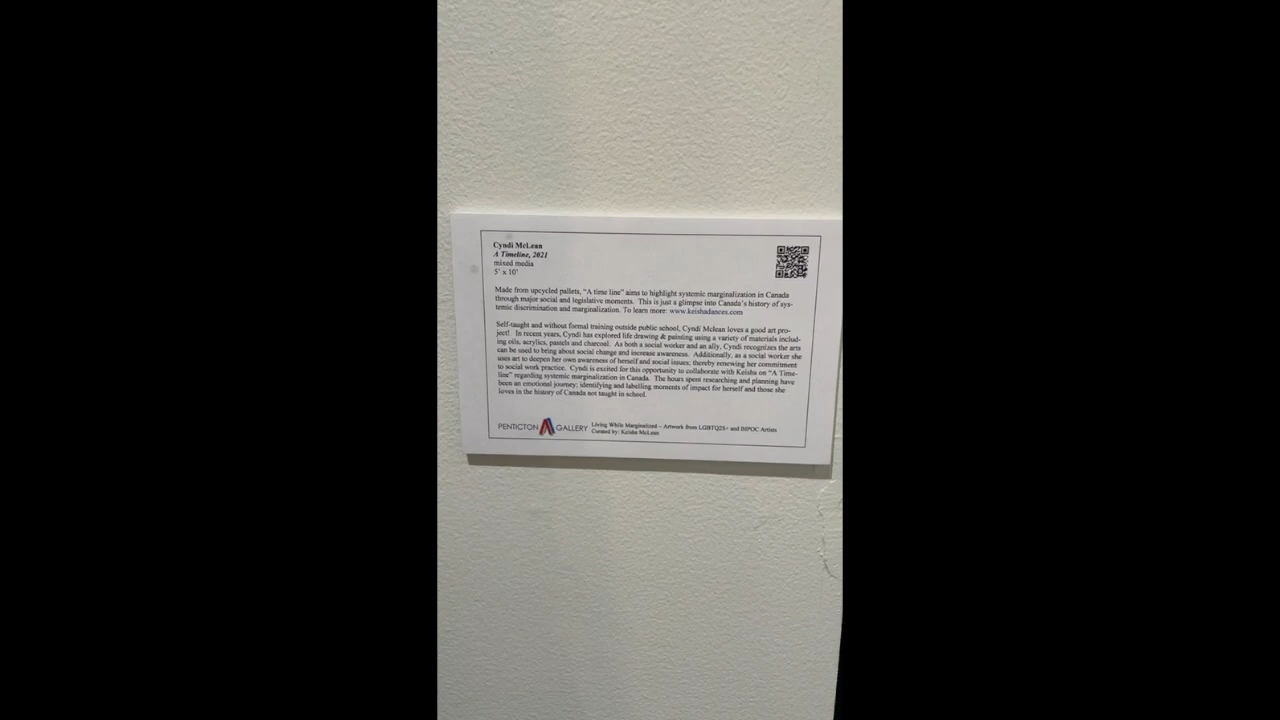 Cyndi McLean
A Timeline, 2021
mixed media
5' x 10'
Made from upcycled pallets, "A time line" aims to highlight systemic marginalization in Canada
through major social and legislative moments. This is just a glimpse into Canada's history of sys-
temic discrimination and marginalization. To learn more: www.keishadances.com
Self-taught and without formal training outside public school, Cyndi Mclean loves a good art pro-
ject! In recent years, Cyndi has explored life drawing & painting using a variety of materials includ-
ing oils, acrylics, pastels and charcoal. As both a social worker and an ally, Cyndi recognizes the arts
can be used to bring about social change and increase awareness. Additionally, as a social worker she
uses art to deepen her own awareness of herself and social issues; thereby renewing her commitment
to social work practice. Cyndi is excited for this opportunity to collaborate with Keisha on "A Time-
line" regarding systemic marginalization in Canada. The hours spent researching and planning have
been an emotional journey; identifying and labelling moments of impact for herself and those she
loves in the history of Canada not taught in school.
PENTICTON GALLERY
Living While Marginalized – Artwork from LGBTQ2S+ and BIPOC Artists
Curated by: Keisha McLean